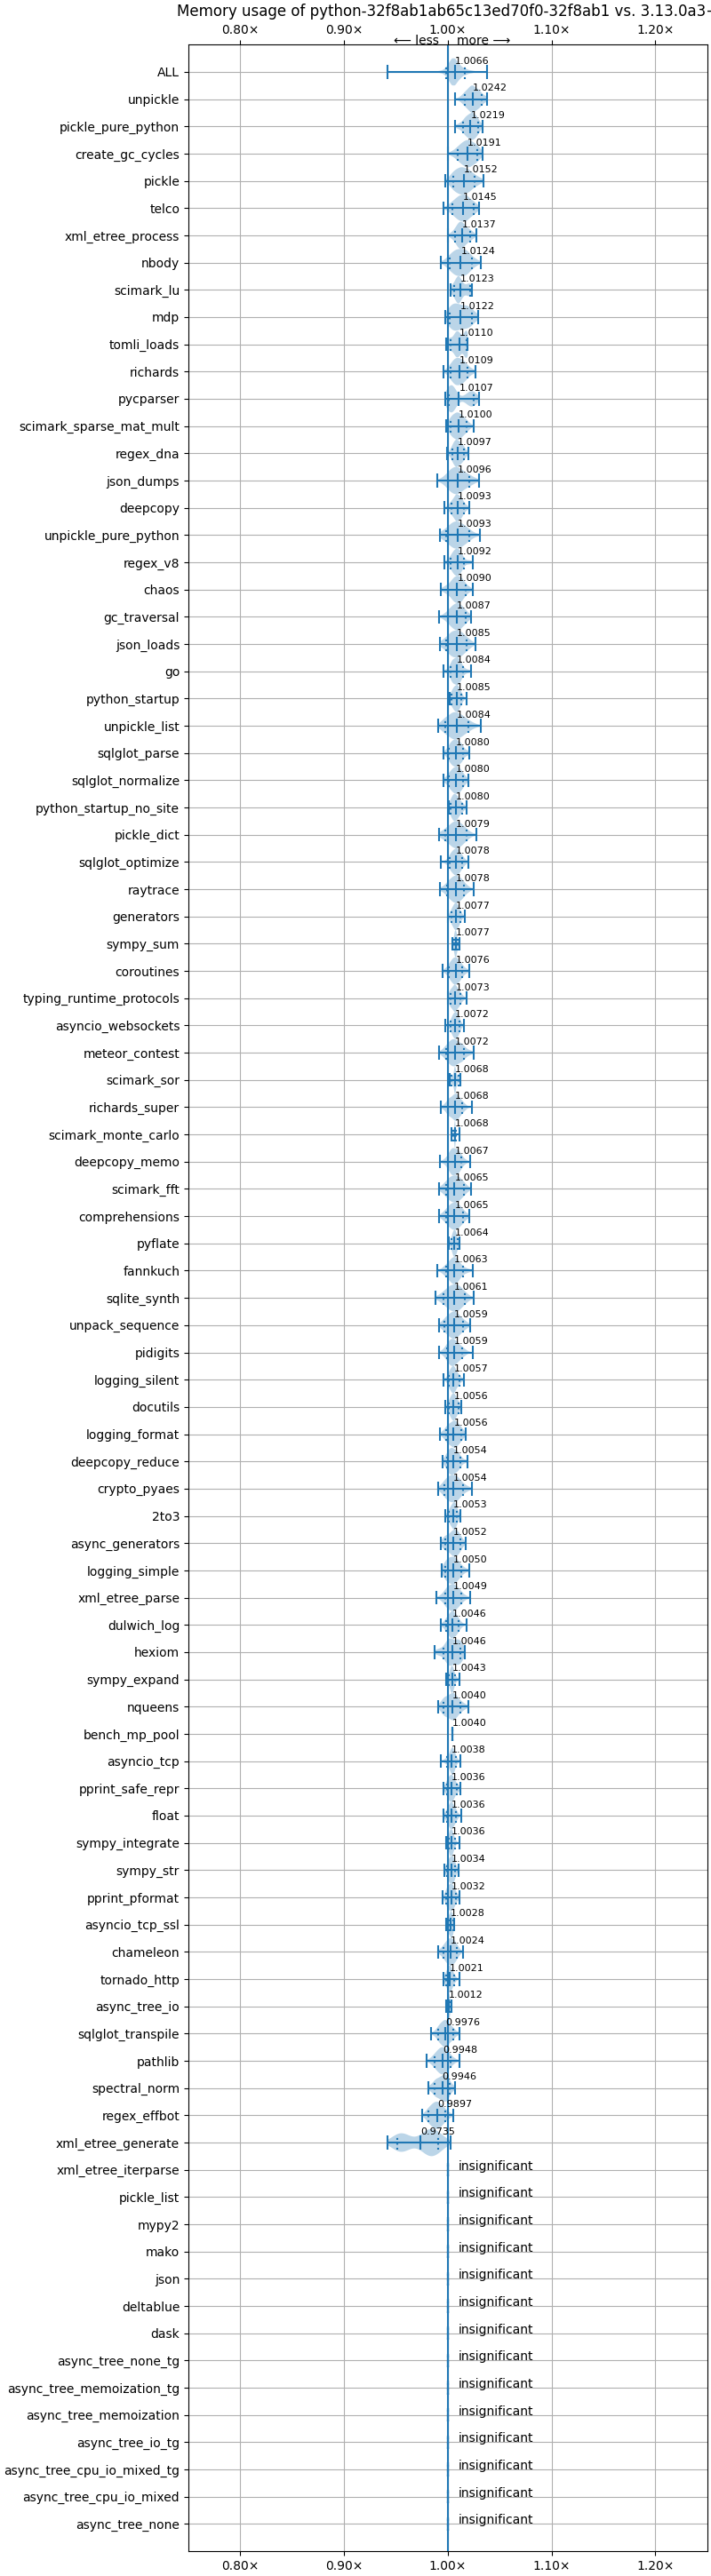 Memory usage of python-32f8ab1ab65c13ed70f0-32f8ab1 vs. 3.13.0a3-
0.80× 0.90× 1.00× 1.10× 1.20×
⟵ less more ⟶
ALL 1.0066
unpickle 1.0242
pickle_pure_python 1.0219
create_gc_cycles 1.0191
pickle 1.0152
telco 1.0145
xml_etree_process 1.0137
nbody 1.0124
scimark_lu 1.0123
mdp 1.0122
tomli_loads 1.0110
richards 1.0109
pycparser 1.0107
scimark_sparse_mat_mult 1.0100
regex_dna 1.0097
json_dumps 1.0096
deepcopy 1.0093
unpickle_pure_python 1.0093
regex_v8 1.0092
chaos 1.0090
gc_traversal 1.0087
json_loads 1.0085
go 1.0084
python_startup 1.0085
unpickle_list 1.0084
sqlglot_parse 1.0080
sqlglot_normalize 1.0080
python_startup_no_site 1.0080
pickle_dict 1.0079
sqlglot_optimize 1.0078
raytrace 1.0078
generators 1.0077
sympy_sum 1.0077
coroutines 1.0076
typing_runtime_protocols 1.0073
asyncio_websockets 1.0072
meteor_contest 1.0072
scimark_sor 1.0068
richards_super 1.0068
scimark_monte_carlo 1.0068
deepcopy_memo 1.0067
scimark_fft 1.0065
comprehensions 1.0065
pyflate 1.0064
fannkuch 1.0063
sqlite_synth 1.0061
unpack_sequence 1.0059
pidigits 1.0059
logging_silent 1.0057
docutils 1.0056
logging_format 1.0056
deepcopy_reduce 1.0054
crypto_pyaes 1.0054
2to3 1.0053
async_generators 1.0052
logging_simple 1.0050
xml_etree_parse 1.0049
dulwich_log 1.0046
hexiom 1.0046
sympy_expand 1.0043
nqueens 1.0040
bench_mp_pool 1.0040
asyncio_tcp 1.0038
pprint_safe_repr 1.0036
float 1.0036
sympy_integrate 1.0036
sympy_str 1.0034
pprint_pformat 1.0032
asyncio_tcp_ssl 1.0028
chameleon 1.0024
tornado_http 1.0021
async_tree_io 1.0012
sqlglot_transpile 0.9976
pathlib 0.9948
spectral_norm 0.9946
regex_effbot 0.9897
xml_etree_generate 0.9735
xml_etree_iterparse insignificant
pickle_list insignificant
mypy2 insignificant
mako insignificant
json insignificant
deltablue insignificant
dask insignificant
async_tree_none_tg insignificant
async_tree_memoization_tg insignificant
async_tree_memoization insignificant
async_tree_io_tg insignificant
async_tree_cpu_io_mixed_tg insignificant
async_tree_cpu_io_mixed insignificant
async_tree_none insignificant
0.80× 0.90× 1.00× 1.10× 1.20×